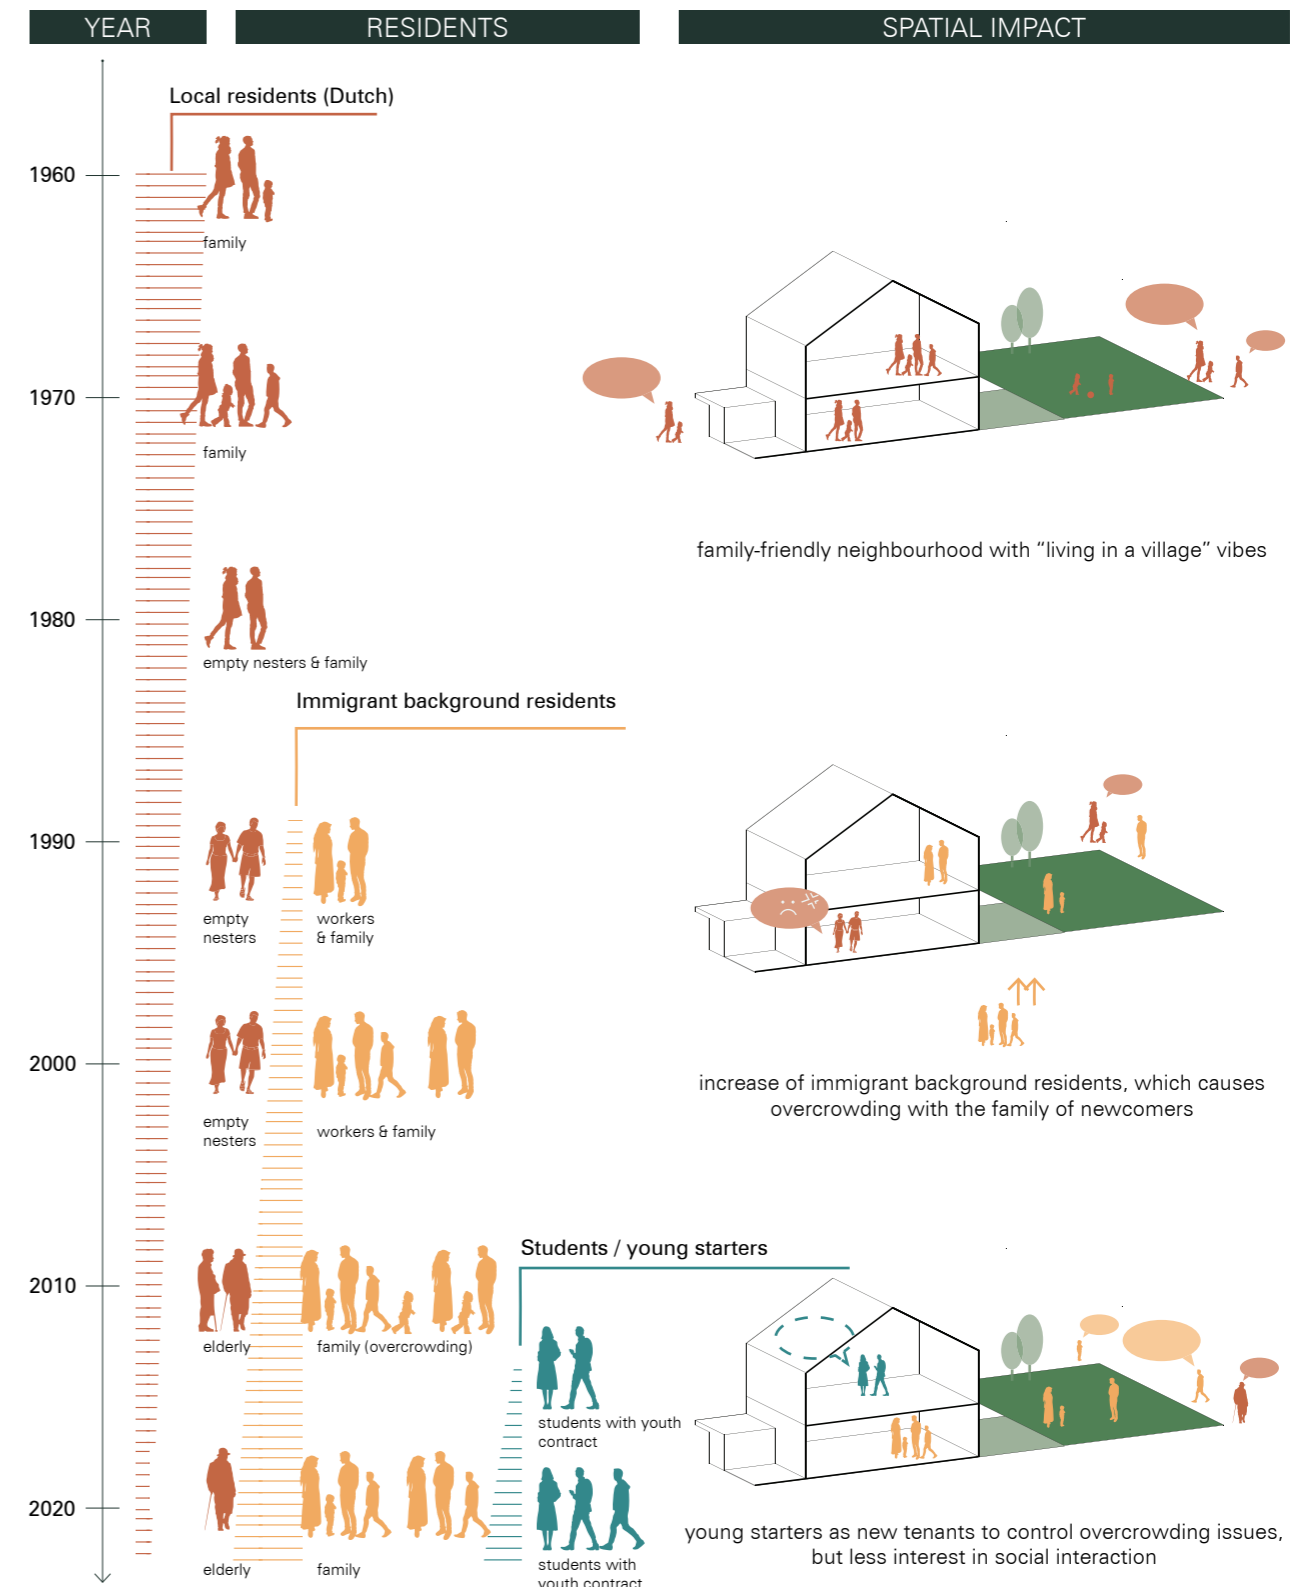 YEAR
RESIDENTS
SPATIAL IMPACT
Local residents (Dutch)
1960
family
1970
family
family-friendly neighbourhood with “living in a village” vibes
1980
empty nesters & family
Immigrant background residents
1990
empty
nesters
workers
& family
2000
increase of immigrant background residents, which causes
overcrowding with the family of newcomers
empty
nesters
workers & family
Students / young starters
2010
elderly
family (overcrowding)
students with youth
contract
2020
young starters as new tenants to control overcrowding issues,
but less interest in social interaction
elderly
family
students with
youth contract